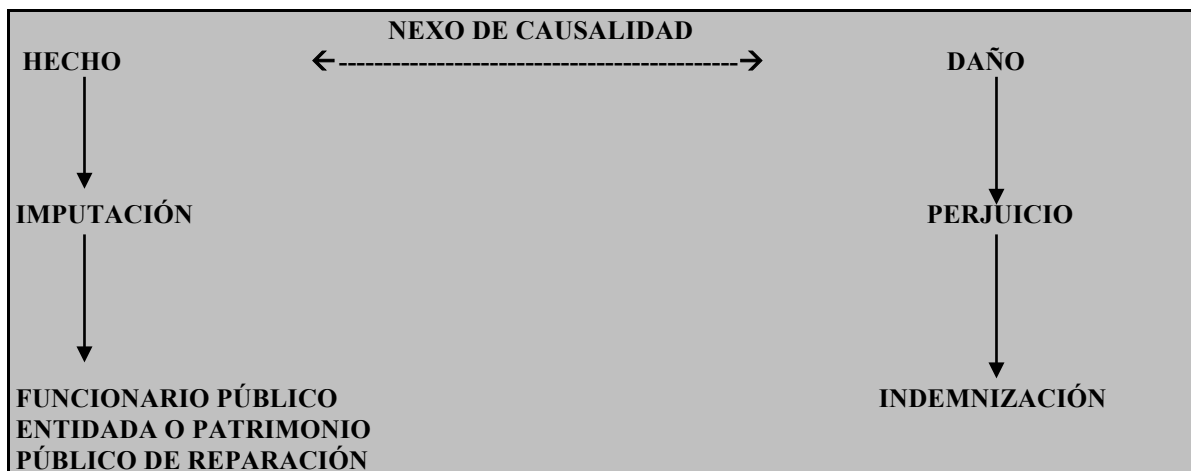 NEXO DE CAUSALIDAD
HECHO ←--------------------------------------------→ DAÑO
IMPUTACIÓN PERJUICIO
FUNCIONARIO PÚBLICO INDEMNIZACIÓN
ENTIDADA O PATRIMONIO
PÚBLICO DE REPARACIÓN